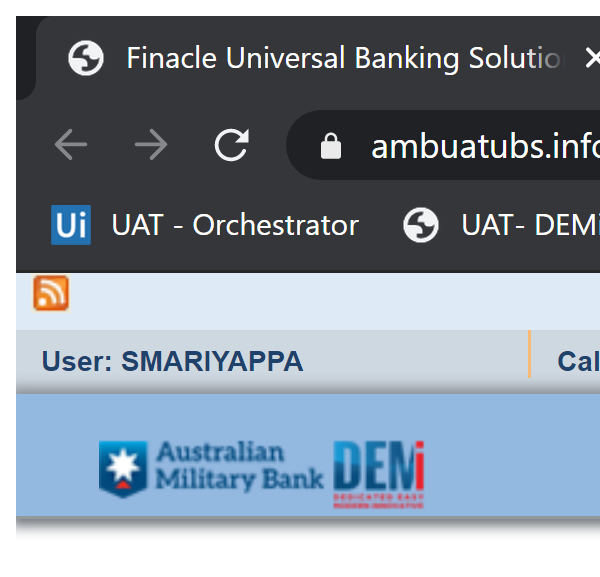 Finacle Universal Banking Solutio
ambuatubs.info
Ui UAT - Orchestrator UAT- DEMi
User: SMARIYAPPA Cal
Australian
Military Bank
DEMi
DEDICATED EASY
MODERN INNOVATIVE